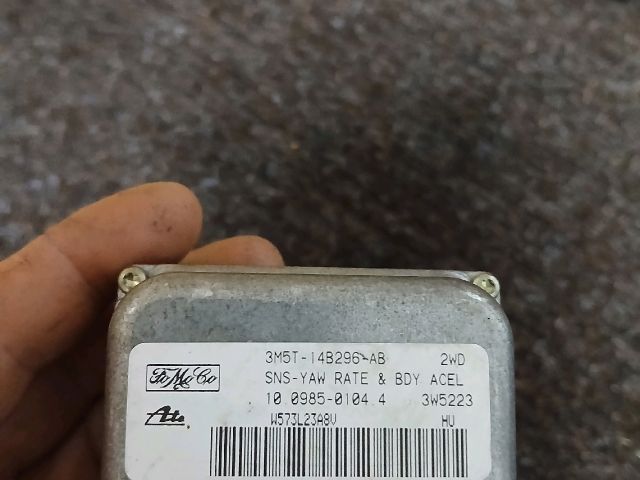 3M5T-14B296-AB 2WD
FoMoCo SNS-YAW RATE & BDY ACEL
10.0985-0104.4 3W5223
Ate W573L23A8V HU